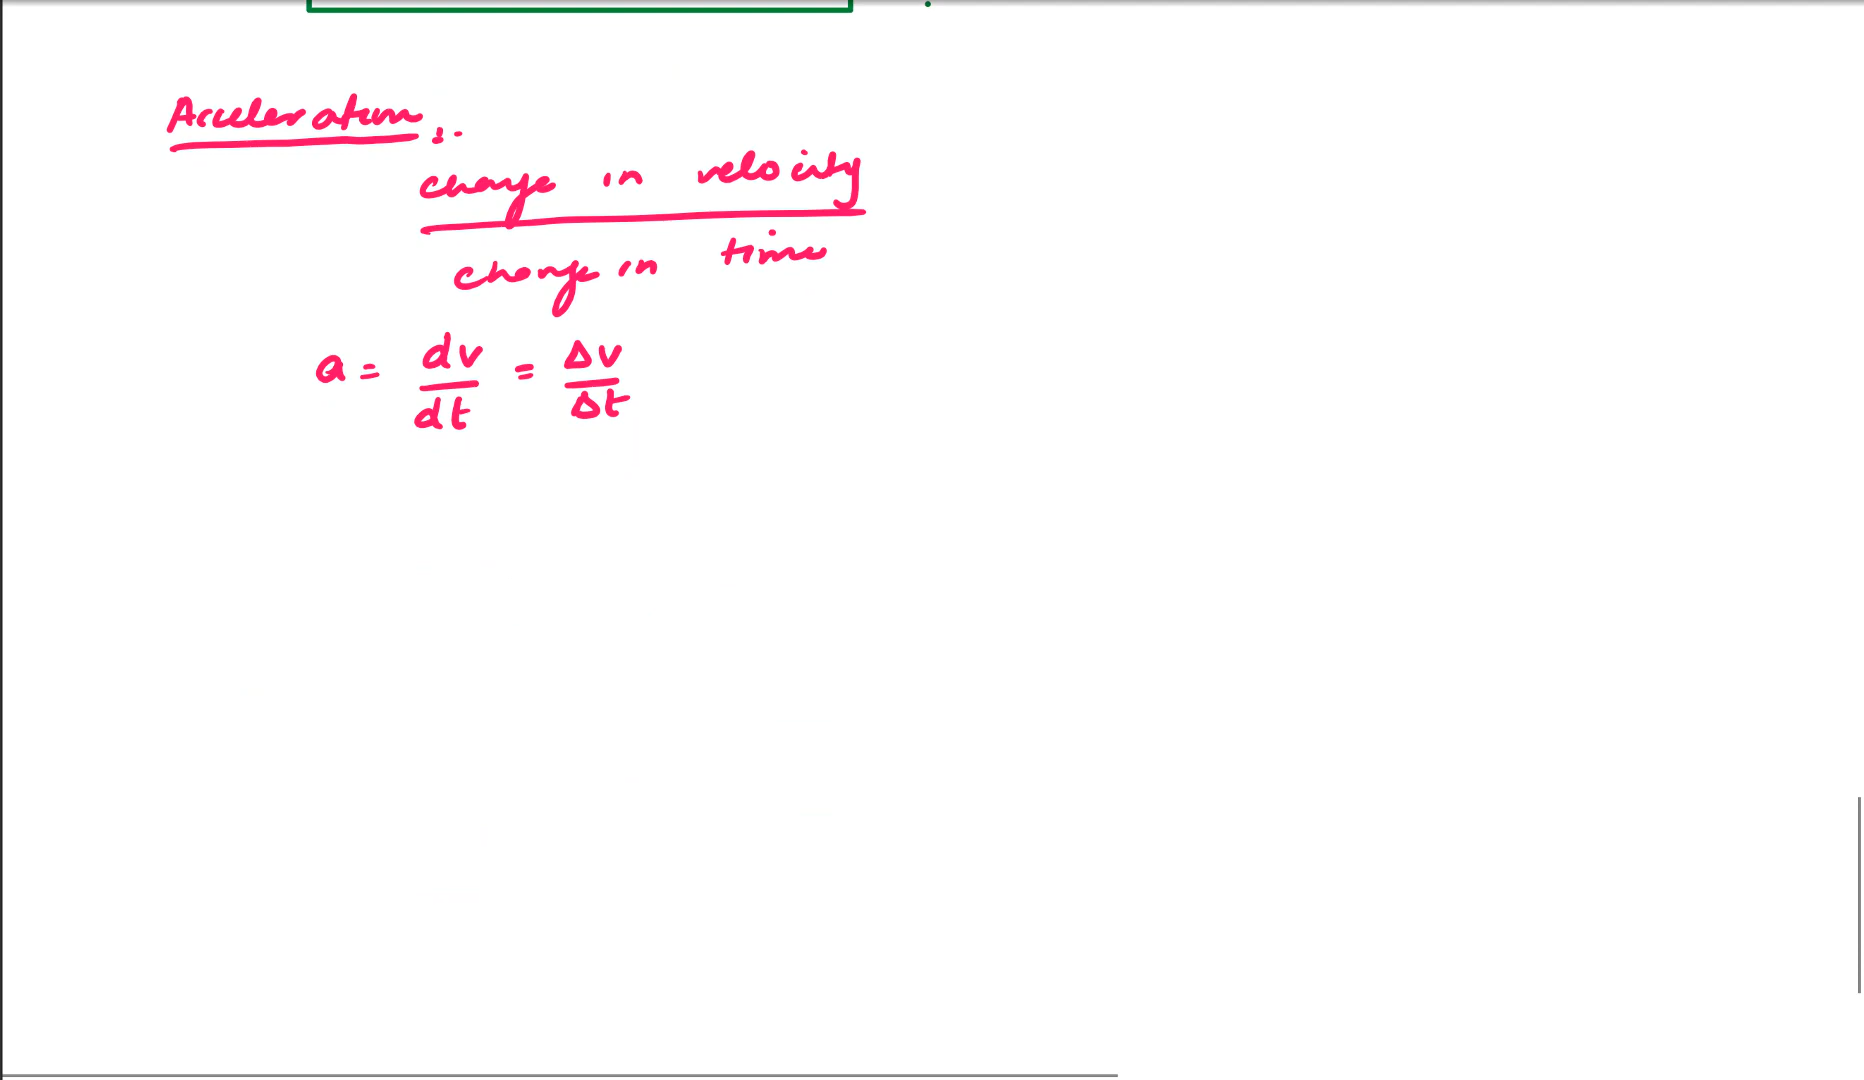 Acceleration :-
change in velocity
change in time
a = dv/dt = Δv/Δt